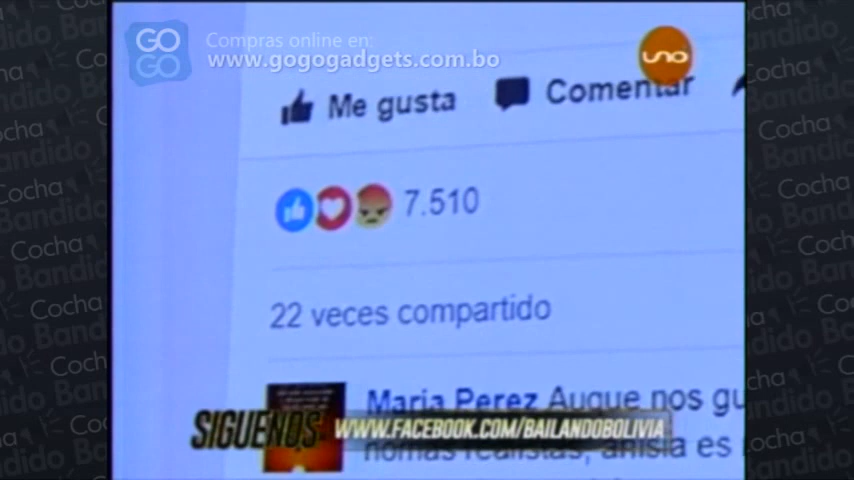 GO
GO
Compras online en:
www.gogogadgets.com.bo
uno
Me gusta
Comentar
7.510
22 veces compartido
Maria Perez Auque nos gu
nomas realistas, anisia es
SIGUENOS:
WWW.FACEBOOK.COM/BAILANDOBOLIVIA
Cocha
Bandido